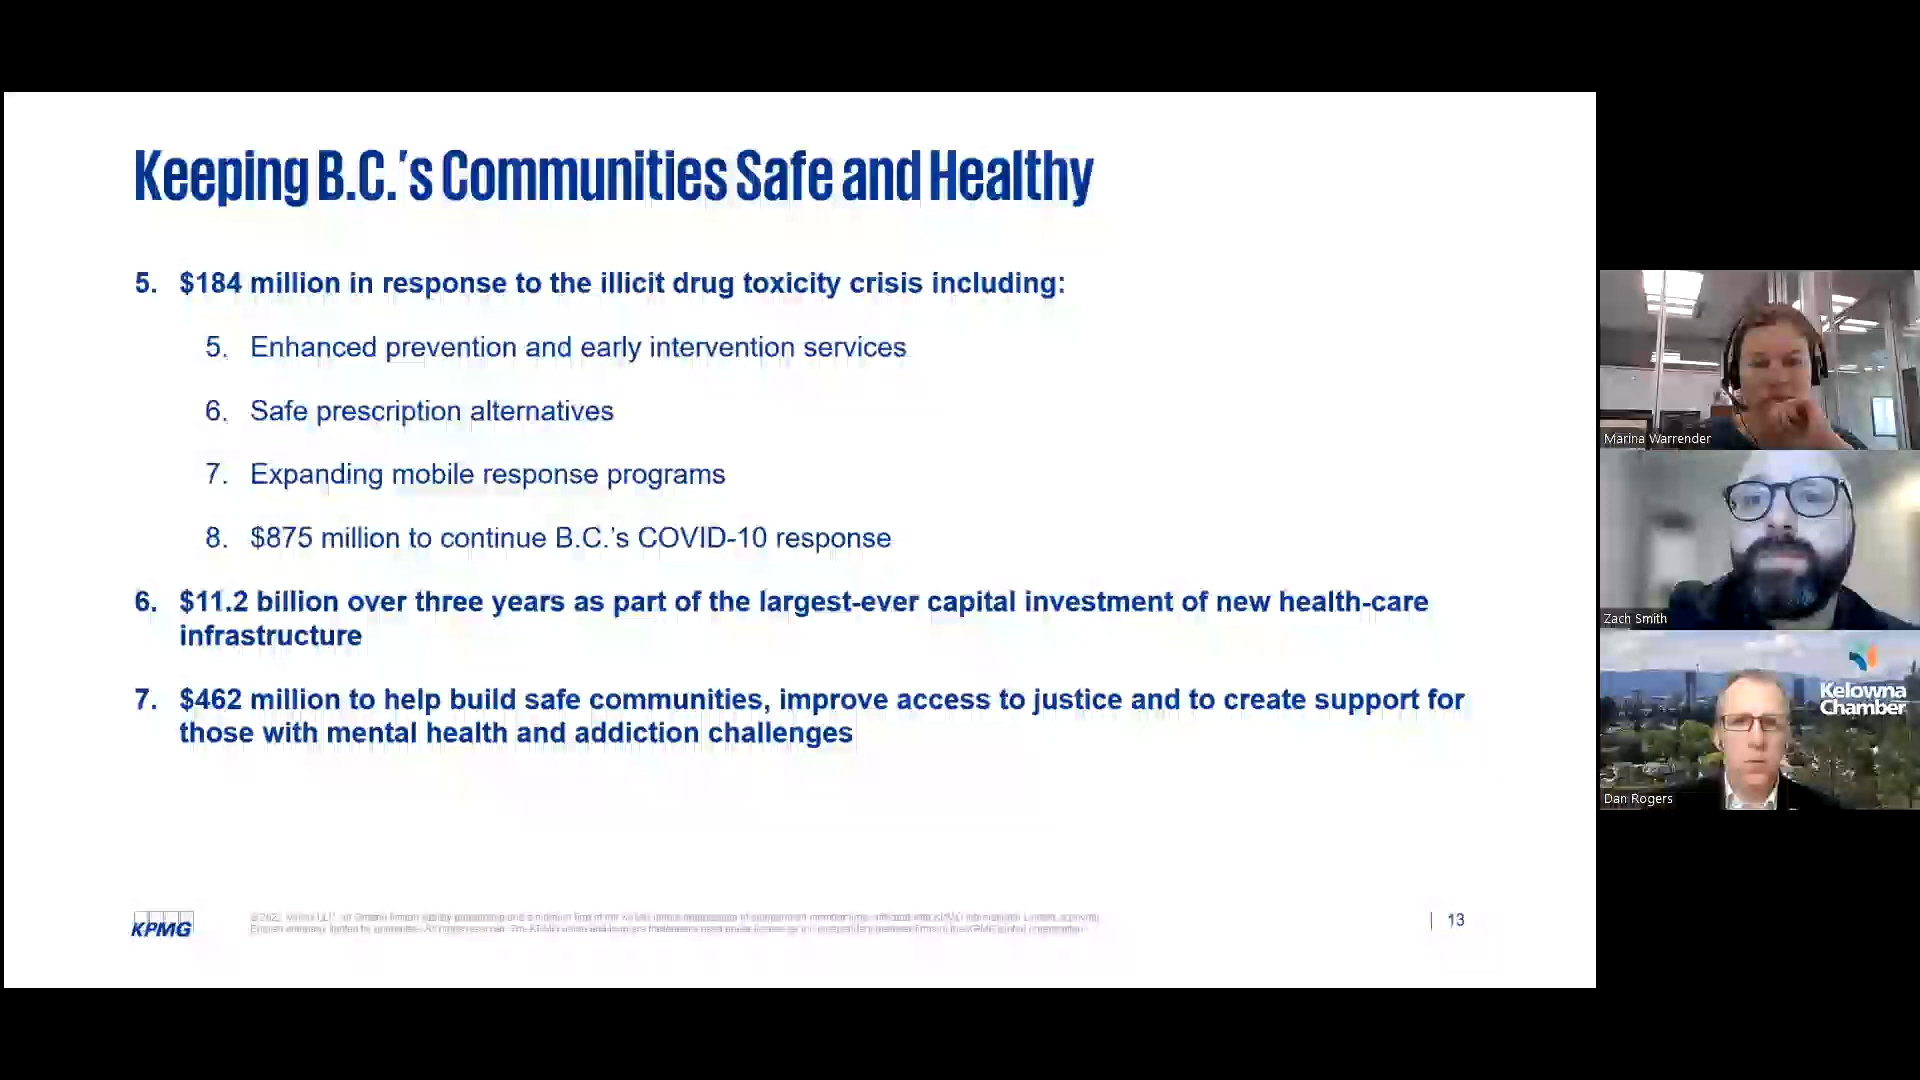 Keeping B.C.'s Communities Safe and Healthy
5. $184 million in response to the illicit drug toxicity crisis including:
5. Enhanced prevention and early intervention services
6. Safe prescription alternatives
7. Expanding mobile response programs
8. $875 million to continue B.C.'s COVID-10 response
6. $11.2 billion over three years as part of the largest-ever capital investment of new health-care
infrastructure
7. $462 million to help build safe communities, improve access to justice and to create support for
those with mental health and addiction challenges
KPMG
13
Marina Warrender
Zach Smith
Kelowna
Chamber
Dan Rogers